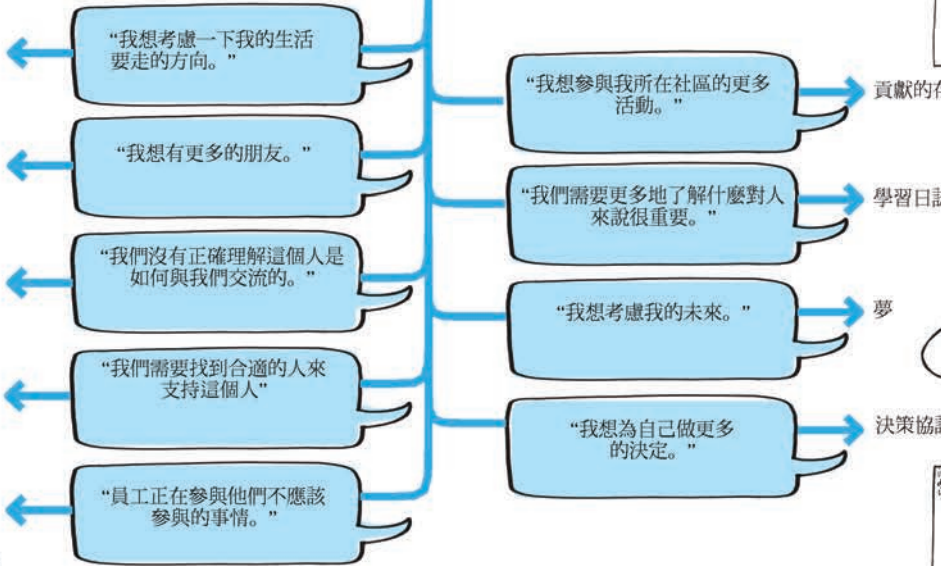 “我想考慮一下我的生活
要走的方向。”
“我想有更多的朋友。”
“我們沒有正確理解這個人是
如何與我們交流的。”
“我們需要找到合適的人來
支持這個人”
“員工正在參與他們不應該
參與的事情。”
“我想參與我所在社區的更多
活動。”
貢獻的
“我們需要更多地了解什麼對人
來說很重要。”
學習日
“我想考慮我的未來。”
夢
“我想為自己做更多
的決定。”
決策協